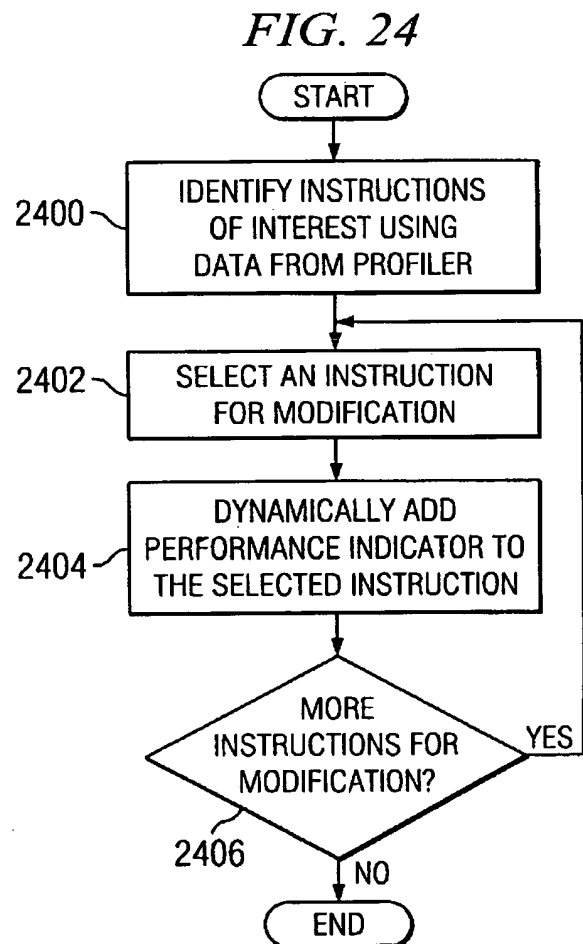 FIG. 24
START
2400
IDENTIFY INSTRUCTIONS
OF INTEREST USING
DATA FROM PROFILER
2402
SELECT AN INSTRUCTION
FOR MODIFICATION
2404
DYNAMICALLY ADD
PERFORMANCE INDICATOR TO
THE SELECTED INSTRUCTION
MORE
INSTRUCTIONS FOR
MODIFICATION?
YES
2406
NO
END